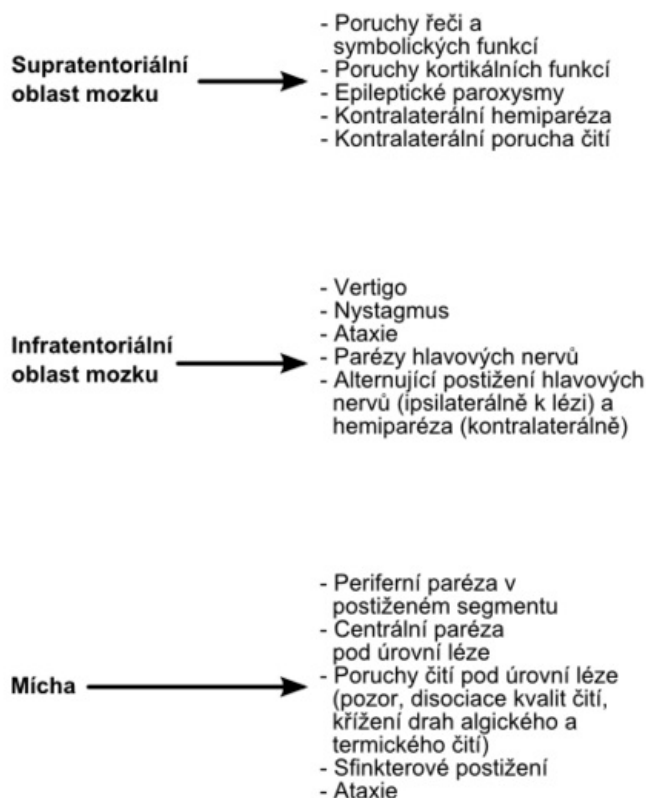 Supratentoriální
oblast mozku
- Poruchy řeči a
symbolických funkcí
- Poruchy kortikálních funkcí
- Epileptické paroxysmy
- Kontralaterální hemiparéza
- Kontralaterální porucha čití
Infratentoriální
oblast mozku
- Vertigo
- Nystagmus
- Ataxie
- Parézy hlavových nervů
- Alternující postižení hlavových
nervů (ipsilaterálně k lézi) a
hemiparéza (kontralaterálně)
Mícha
- Periferní paréza v
postiženém segmentu
- Centrální paréza
pod úrovní léze
- Poruchy čití pod úrovní léze
(pozor, disociace kvalit čití,
křížení drah algického a
termického čití)
- Sfinkterové postižení
- Ataxie